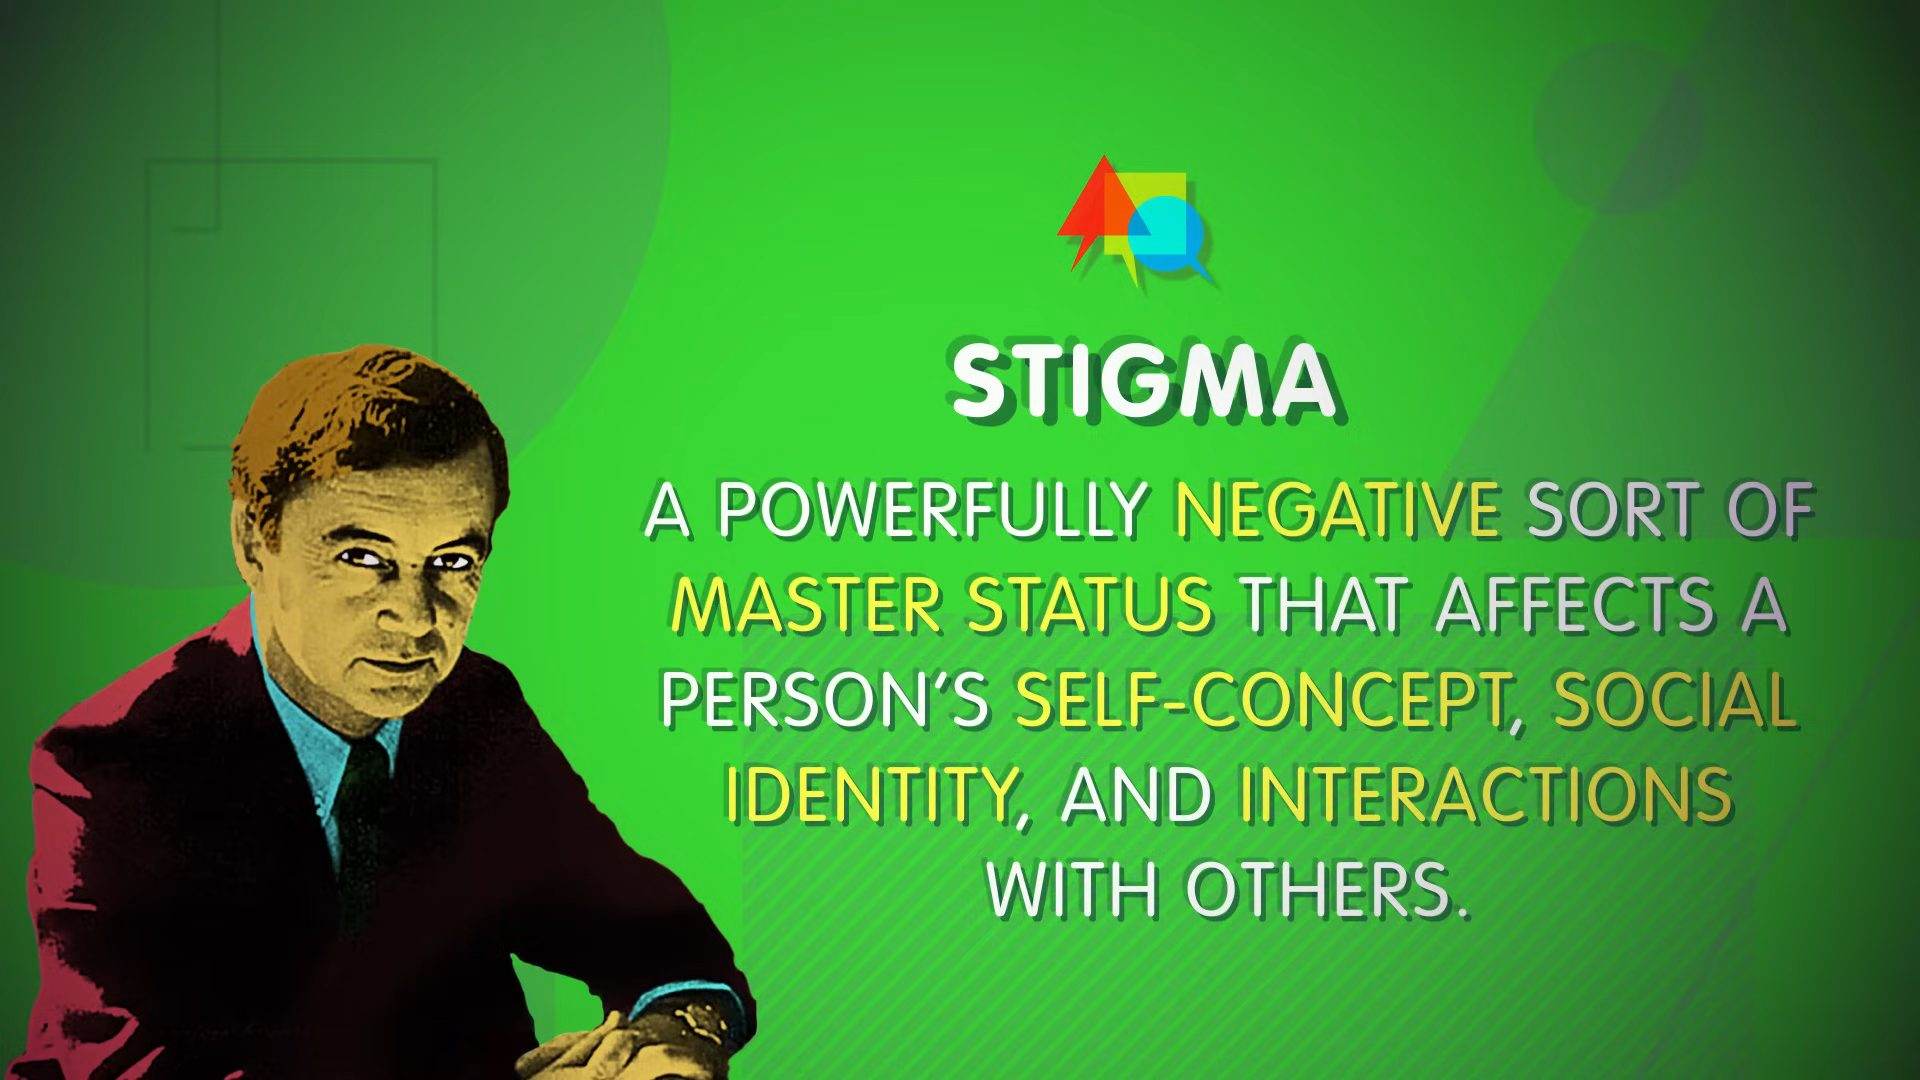 STIGMA
A POWERFULLY NEGATIVE SORT OF
MASTER STATUS THAT AFFECTS A
PERSON'S SELF-CONCEPT, SOCIAL
IDENTITY, AND INTERACTIONS
WITH OTHERS.